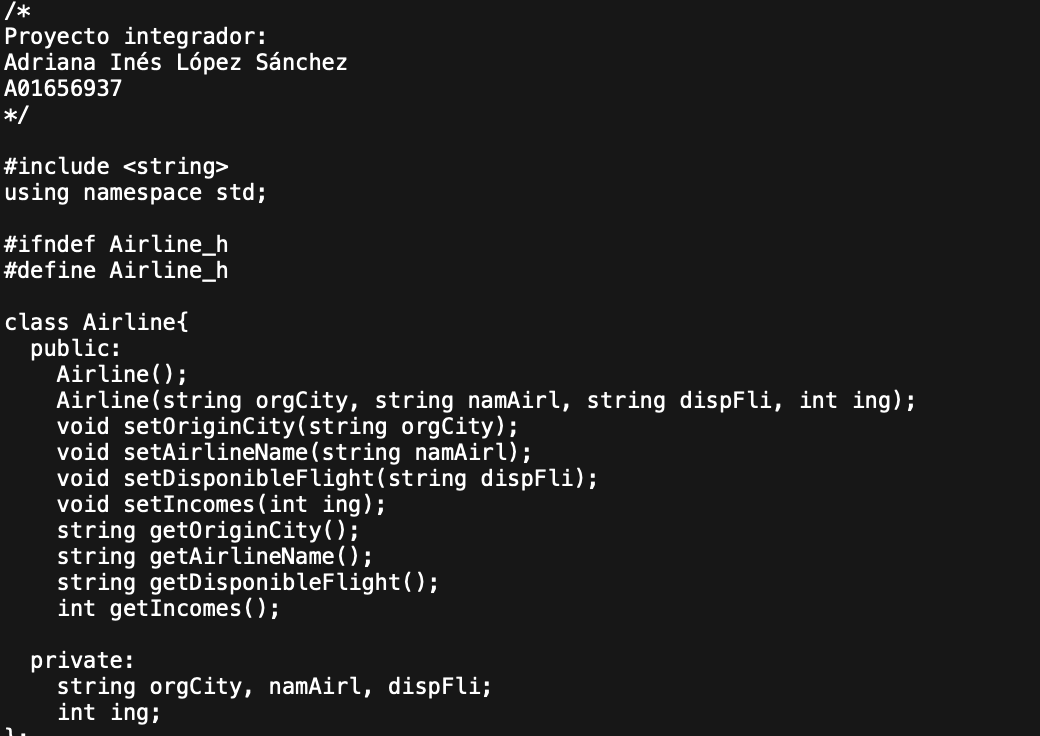 /*
Proyecto integrador:
Adriana Inés López Sánchez
A01656937
*/
#include <string>
using namespace std;
#ifndef Airline_h
#define Airline_h
class Airline{
public:
Airline();
Airline(string orgCity, string namAirl, string dispFli, int ing);
void setOriginCity(string orgCity);
void setAirlineName(string namAirl);
void setDisponibleFlight(string dispFli);
void setIncomes(int ing);
string getOriginCity();
string getAirlineName();
string getDisponibleFlight();
int getIncomes();
private:
string orgCity, namAirl, dispFli;
int ing;
};